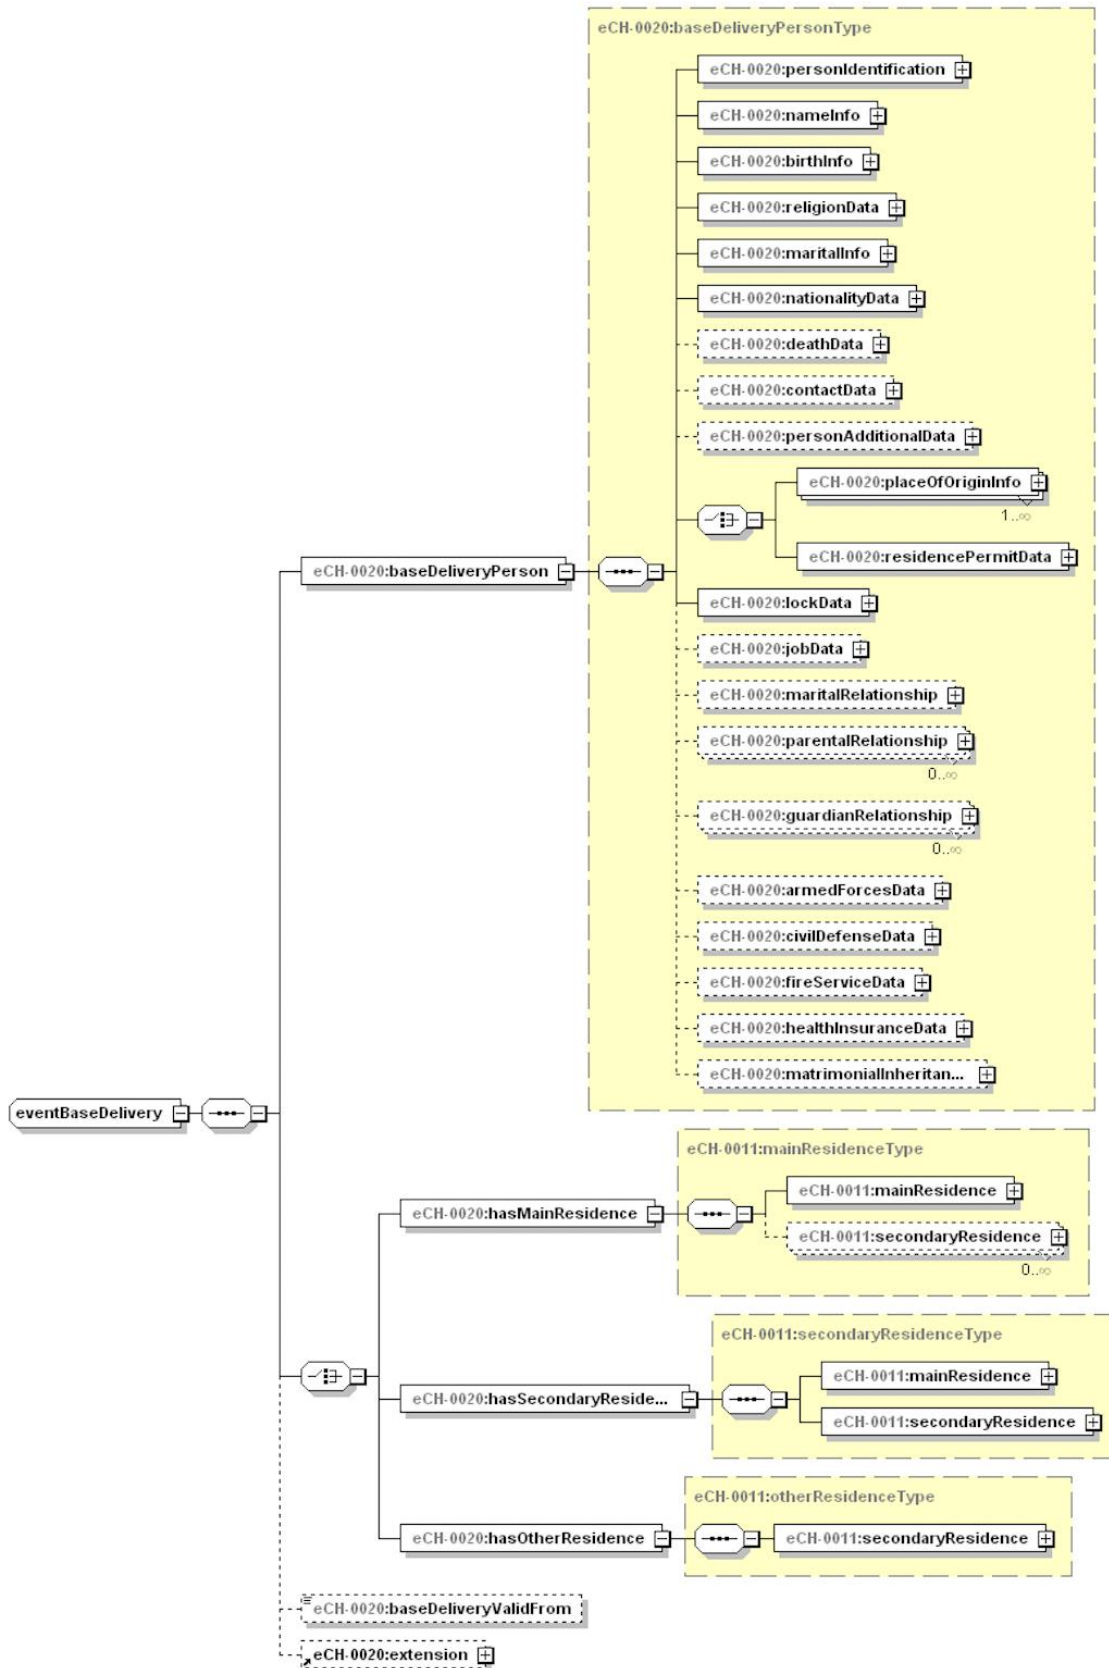 eCH-0020:baseDeliveryPersonType
eCH-0020:personIdentification
eCH-0020:nameInfo
eCH-0020:birthInfo
eCH-0020:religionData
eCH-0020:maritalInfo
eCH-0020:nationalityData
eCH-0020:deathData
eCH-0020:contactData
eCH-0020:personAdditionalData
eCH-0020:placeOfOriginInfo
1..∞
eCH-0020:residencePermitData
eCH-0020:baseDeliveryPerson
eCH-0020:lockData
eCH-0020:jobData
eCH-0020:maritalRelationship
eCH-0020:parentalRelationship
0..∞
eCH-0020:guardianRelationship
0..∞
eCH-0020:armedForcesData
eCH-0020:civilDefenseData
eCH-0020:fireServiceData
eCH-0020:healthInsuranceData
eCH-0020:matrimonialInheritan...
eventBaseDelivery
eCH-0011:mainResidenceType
eCH-0020:hasMainResidence
eCH-0011:mainResidence
eCH-0011:secondaryResidence
0..∞
eCH-0011:secondaryResidenceType
eCH-0020:hasSecondaryReside...
eCH-0011:mainResidence
eCH-0011:secondaryResidence
eCH-0011:otherResidenceType
eCH-0020:hasOtherResidence
eCH-0011:secondaryResidence
eCH-0020:baseDeliveryValidFrom
eCH-0020:extension